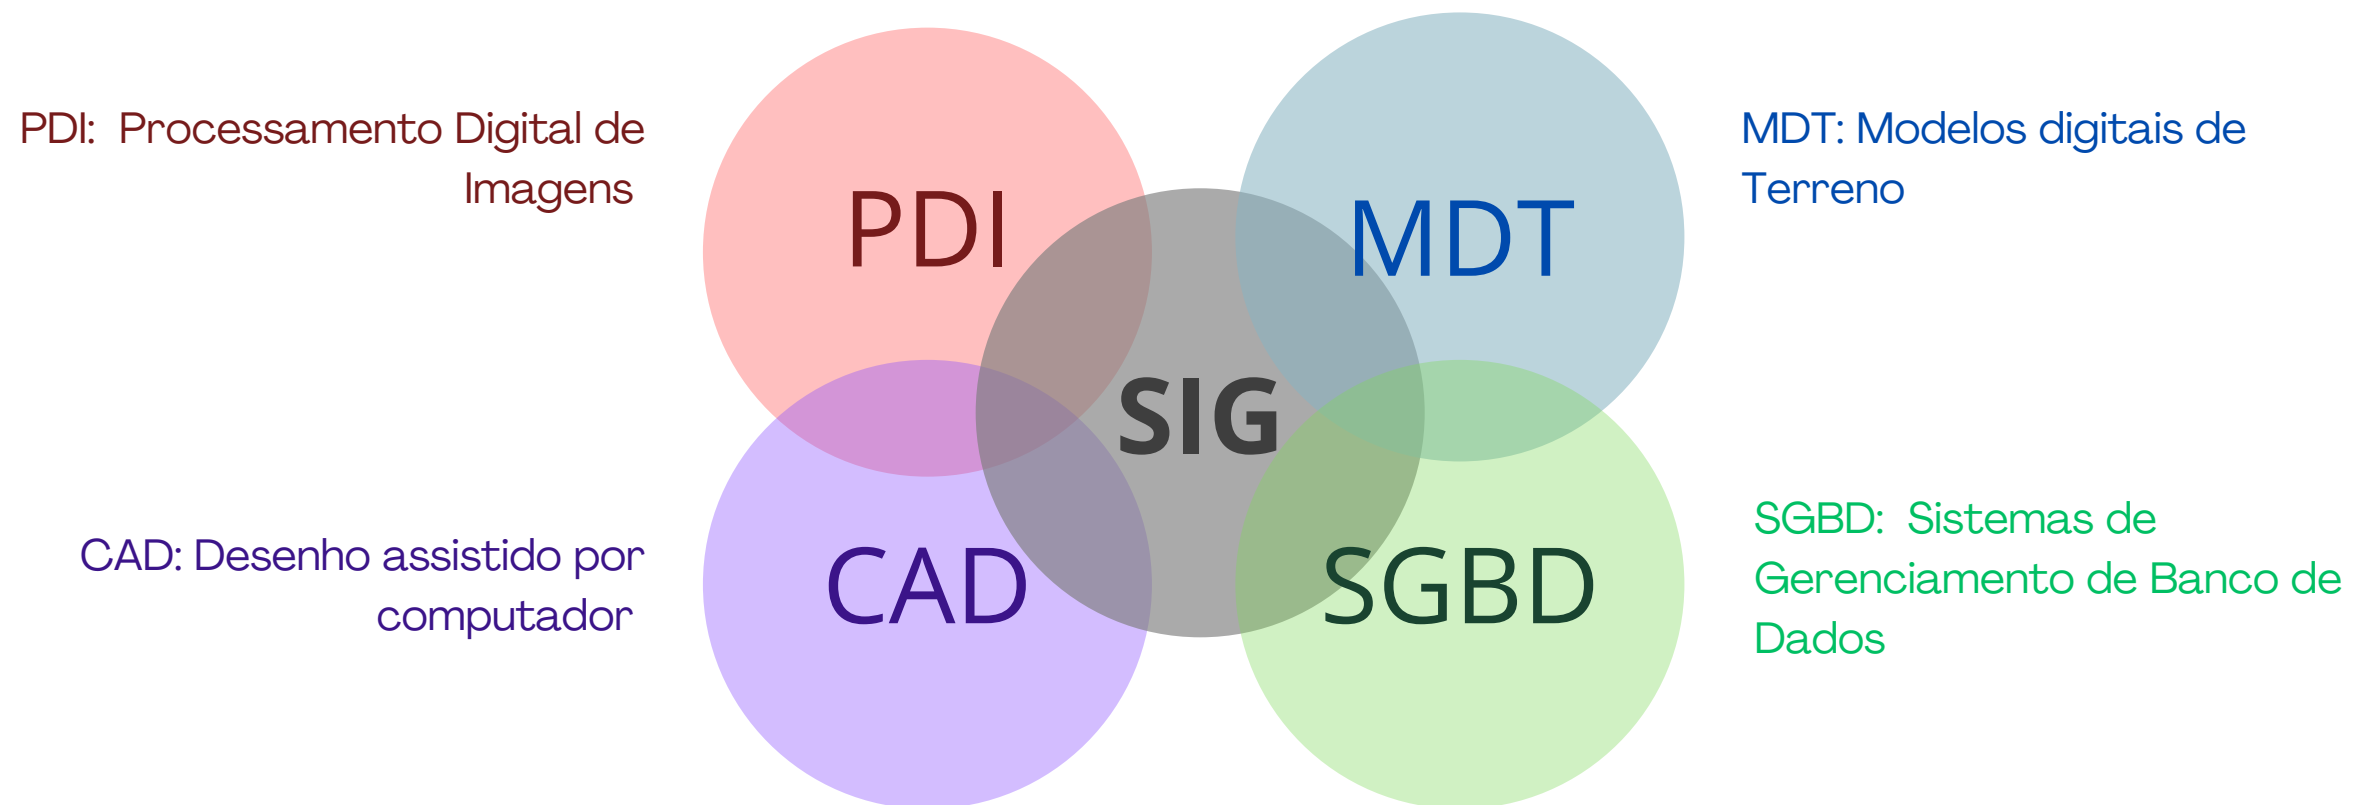 PDI: Processamento Digital de
Imagens
PDI
MDT
MDT: Modelos digitais de
Terreno
SIG
CAD: Desenho assistido por
computador
CAD
SGBD
SGBD: Sistemas de
Gerenciamento de Banco de
Dados